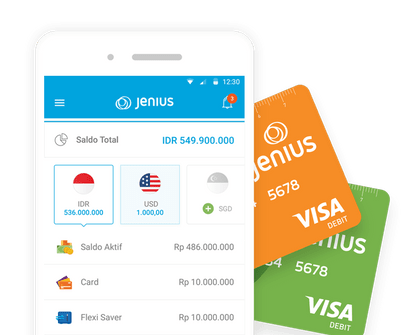 12:30
jenius
3
Saldo Total
IDR 549.900.000
IDR
536.000.000
USD
1.000,00
SGD
Saldo Aktif
Rp 486.000.000
Card
Rp 10.000.000
Flexi Saver
Rp 10.000.000
jenius
5678
VISA
DEBIT
ENIUS
34 5678
VISA
DEBIT